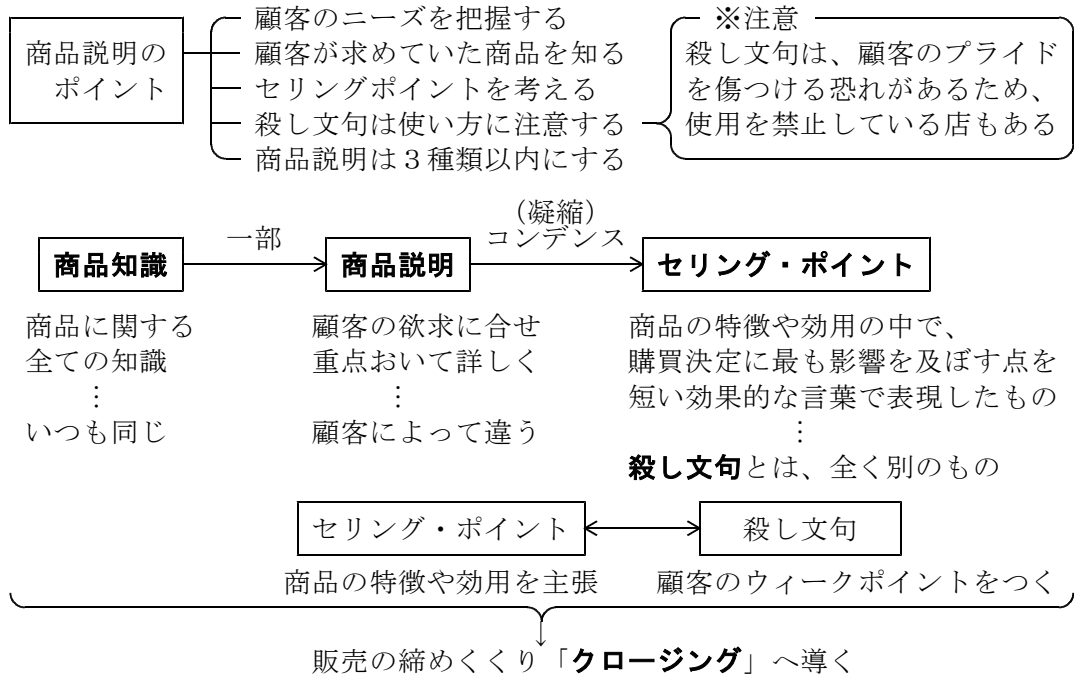 商品説明の
ポイント
顧客のニーズを把握する
顧客が求めていた商品を知る
セリングポイントを考える
殺し文句は使い方に注意する
商品説明は３種類以内にする
※注意
殺し文句は、顧客のプライド
を傷つける恐れがあるため、
使用を禁止している店もある
商品知識
一部
商品説明
（凝縮）
コンデンス
セリング・ポイント
商品に関する
全ての知識
⋮
いつも同じ
顧客の欲求に合せ
重点おいて詳しく
⋮
顧客によって違う
商品の特徴や効用の中で、
購買決定に最も影響を及ぼす点を
短い効果的な言葉で表現したもの
⋮
殺し文句とは、全く別のもの
セリング・ポイント
殺し文句
商品の特徴や効用を主張
顧客のウィークポイントをつく
販売の締めくくり「クロージング」へ導く